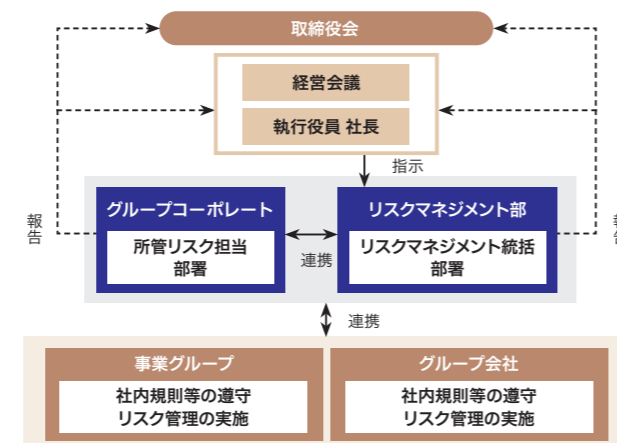 取締役会
経営会議
執行役員 社長
指示
グループコーポレート
所管リスク担当
部署
連携
リスクマネジメント部
リスクマネジメント統括
部署
報告
報告
連携
事業グループ
社内規則等の遵守
リスク管理の実施
グループ会社
社内規則等の遵守
リスク管理の実施